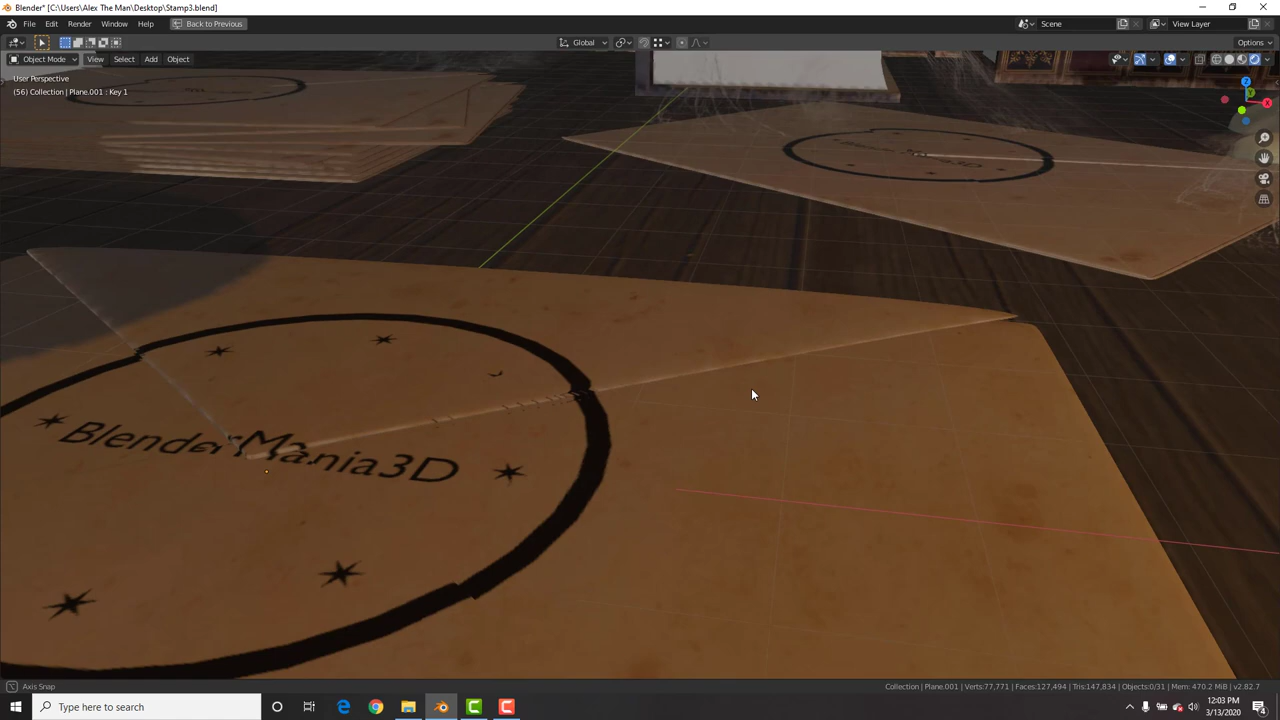 Blender* [C:\Users\Alex The Man\Desktop\Stamp3.blend]
File Edit Render Window Help Back to Previous Scene View Layer
Global Options
Object Mode View Select Add Object
User Perspective
(56) Collection | Plane.001 : Key 1
Z
Y
X
BlenderMania3D
Axis Snap
Collection | Plane.001 | Verts:77,771 | Faces:127,494 | Tris:147,834 | Objects:0/31 | Mem: 470.2 MiB | v2.82.7
Type here to search
12:03 PM
3/13/2020
4